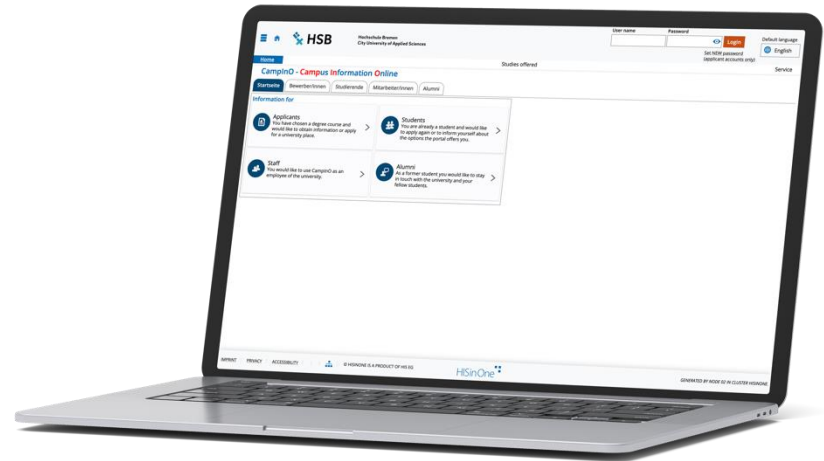 User name
Password
Login
Default language
English
Set NEW password
(applicant accounts only)
HSB
Hochschule Bremen
City University of Applied Sciences
Home
Studies offered
Service
CampInO - Campus Information Online
Startseite
Bewerber/innen
Studierende
Mitarbeiter/innen
Alumni
Information for
Applicants
You have choosen a degree course and
would like to obtain information or apply
for a university place.
Students
You are already a student and would like
to apply again or to inform yourself about
the options the portal offers you.
Staff
You would like to use CampInO as an
employee of the university.
Alumni
As a former student you would like to stay
in touch with the university and your
fellow students.
IMPRINT
PRIVACY
ACCESSIBILITY
© HISINONE IS A PRODUCT OF HIS EG
HISinOne
GENERATED BY NODE 02 IN CLUSTER HISINONE